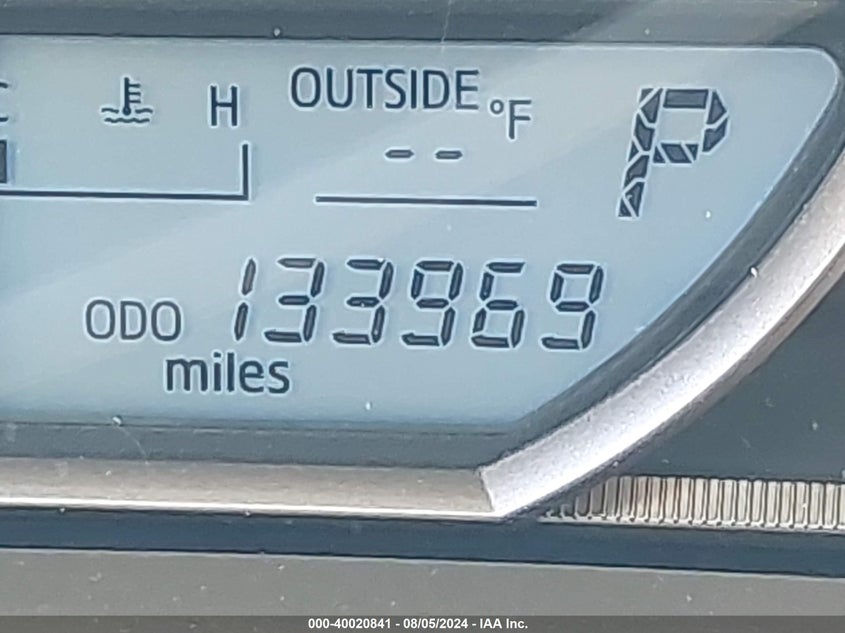 C H
OUTSIDE °F
-- P
ODO 133969
miles
000-40020841 - 08/05/2024 - IAA Inc.